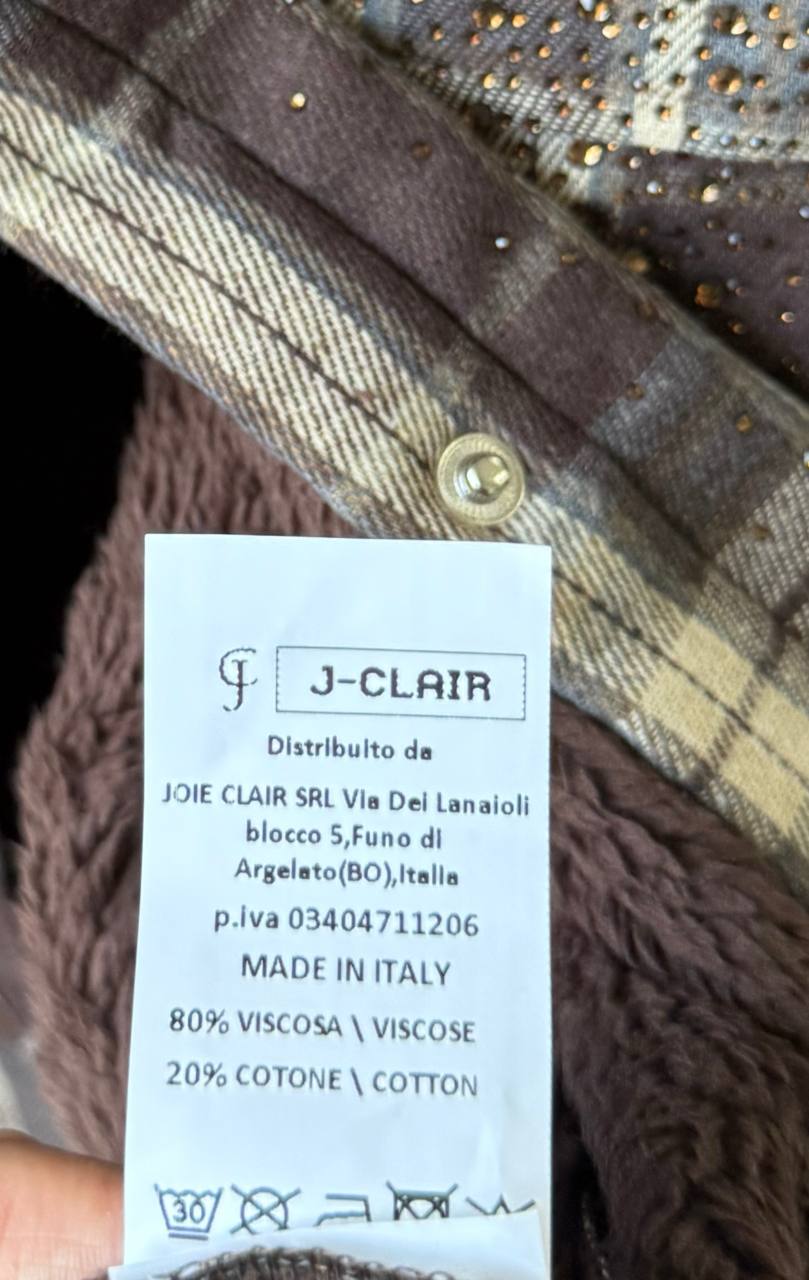 J-CLAIR
Distribuito da
JOIE CLAIR SRL Via Dei Lanaioli
blocco 5,Funo di
Argelato(BO),Italia
p.iva 03404711206
MADE IN ITALY
80% VISCOSA \ VISCOSE
20% COTONE \ COTTON
30